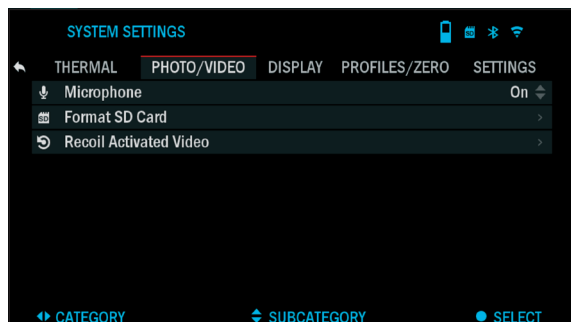 SYSTEM SETTINGS
THERMAL PHOTO/VIDEO DISPLAY PROFILES/ZERO SETTINGS
Microphone On
SD Format SD Card
Recoil Activated Video
CATEGORY SUBCATEGORY SELECT